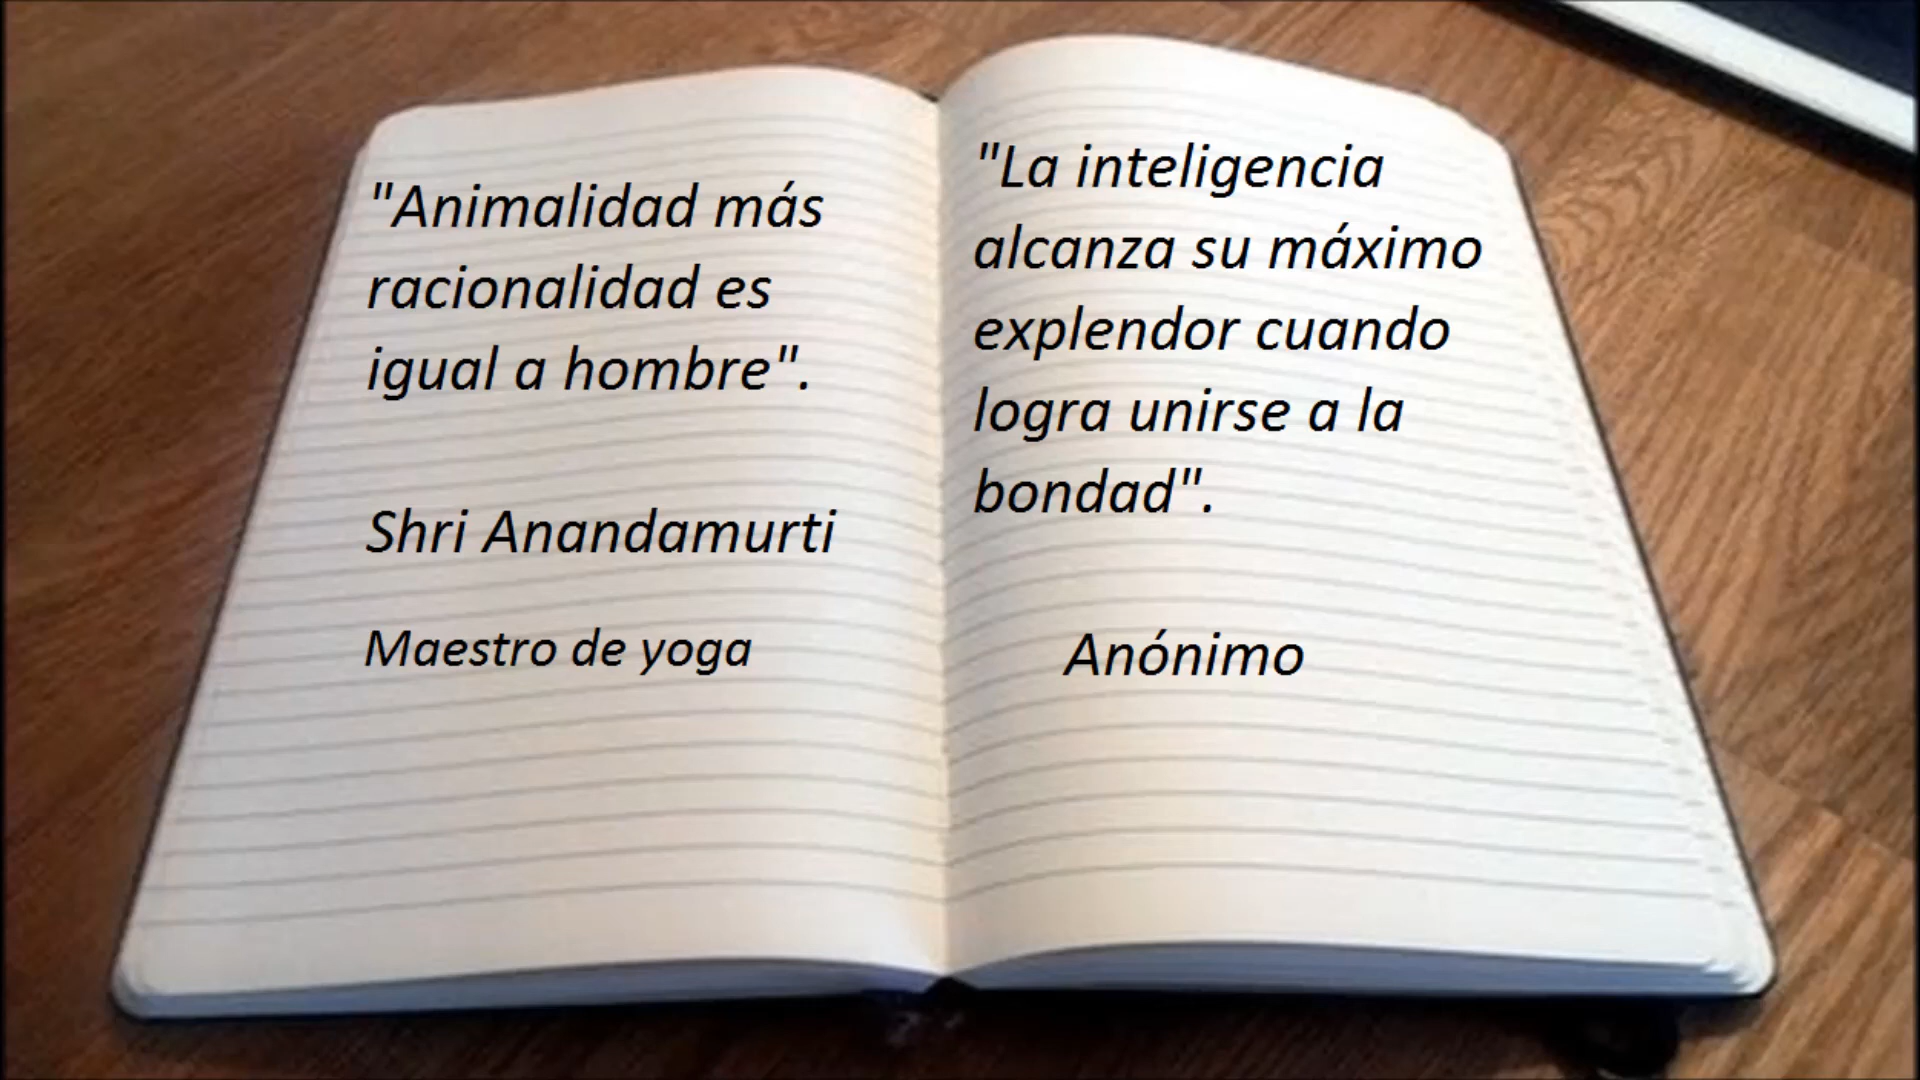 "Animalidad más
racionalidad es
igual a hombre".
Shri Anandamurti
Maestro de yoga
"La inteligencia
alcanza su máximo
explendor cuando
logra unirse a la
bondad".
Anónimo